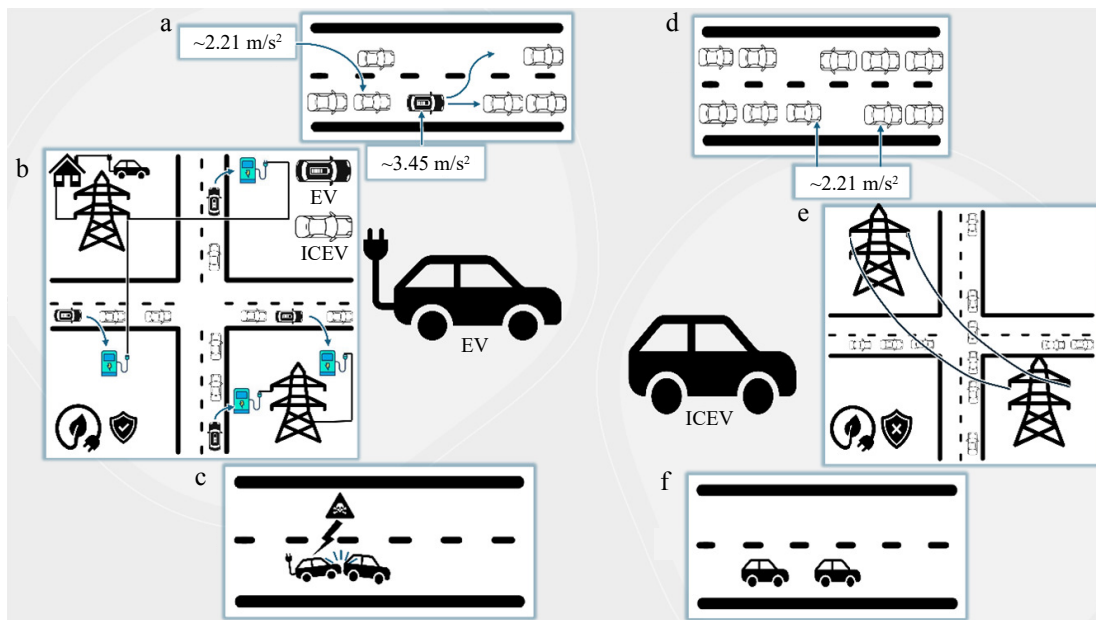 a
~2.21 m/s²
~3.45 m/s²
b
EV
ICEV
EV
c
d
~2.21 m/s²
e
ICEV
f